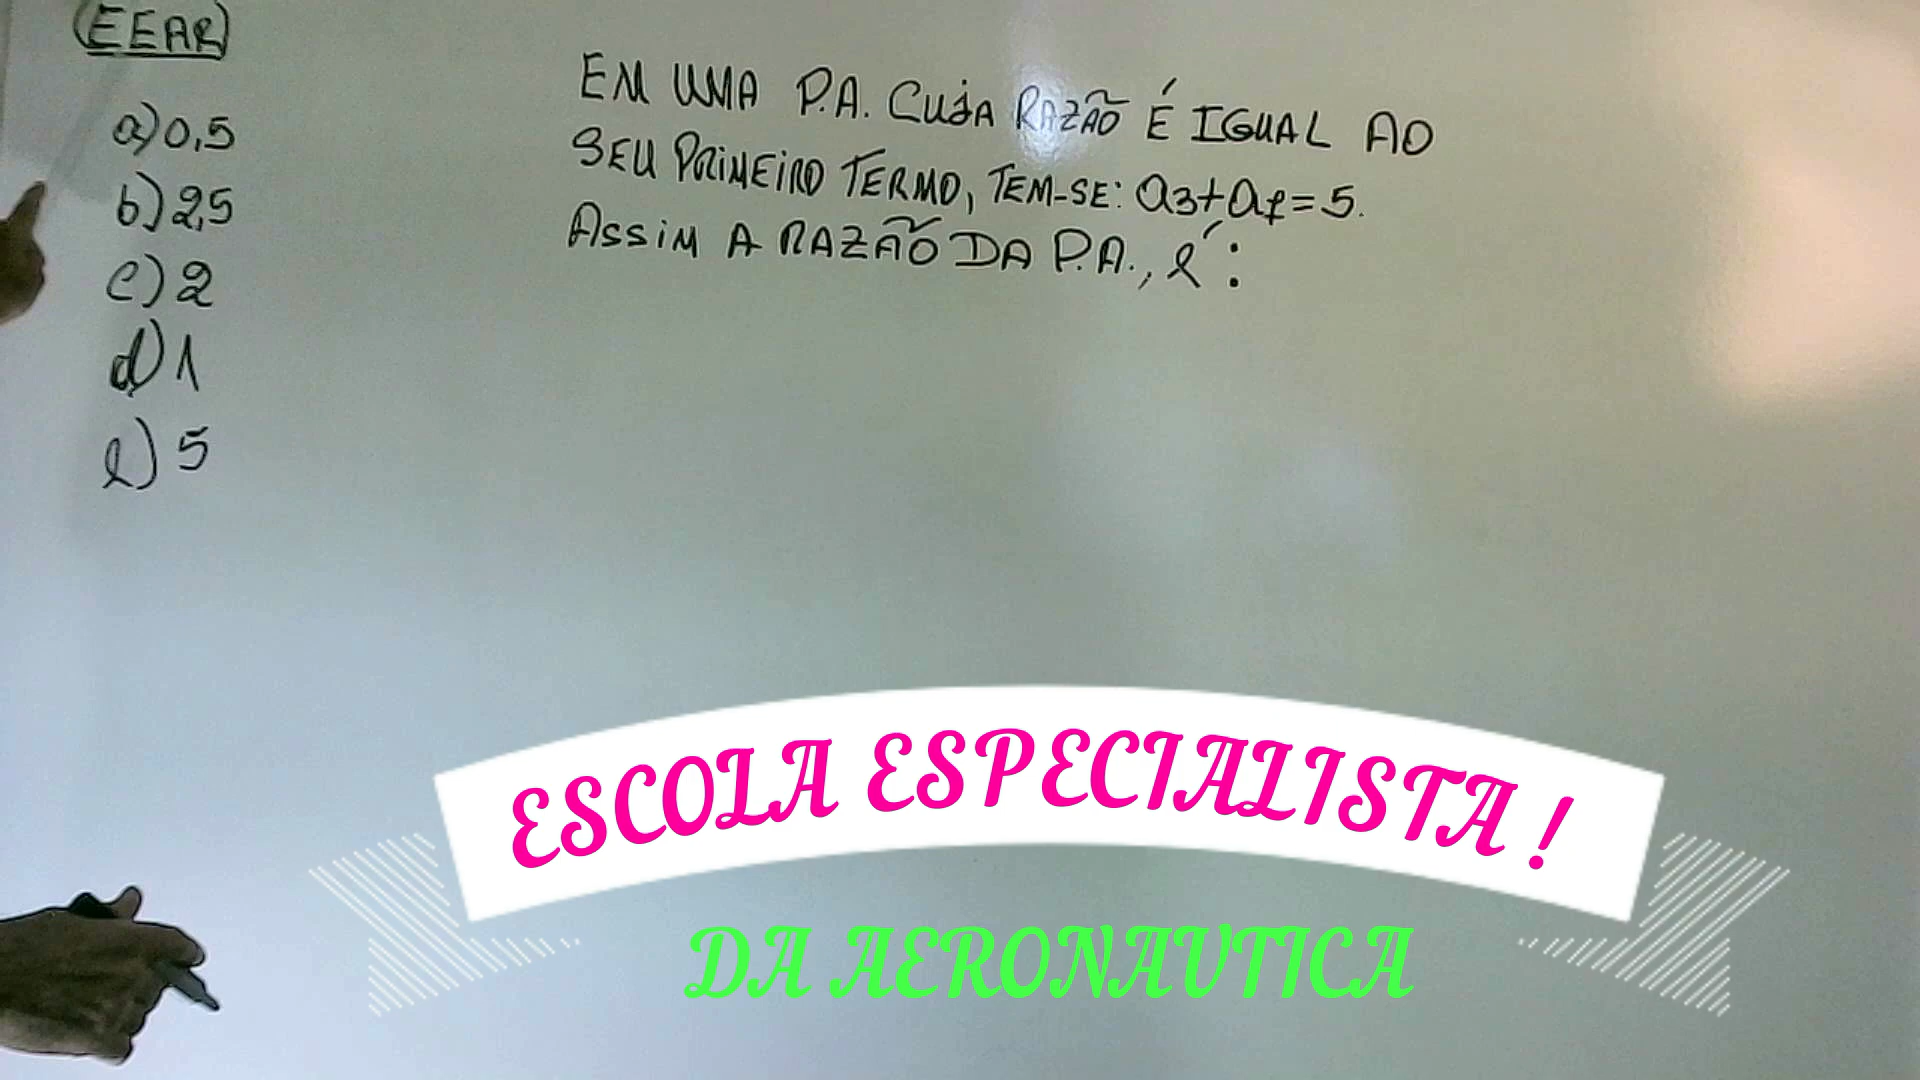 (EEAR)
a) 0,5
b) 2,5
c) 2
d) 1
e) 5
EM UMA P.A. CUJA RAZÃO É IGUAL AO
SEU PRIMEIRO TERMO, TEM-SE: a3+a7=5.
ASSIM A RAZÃO DA P.A., é:
ESCOLA ESPECIALISTA !
DA AERONAUTICA